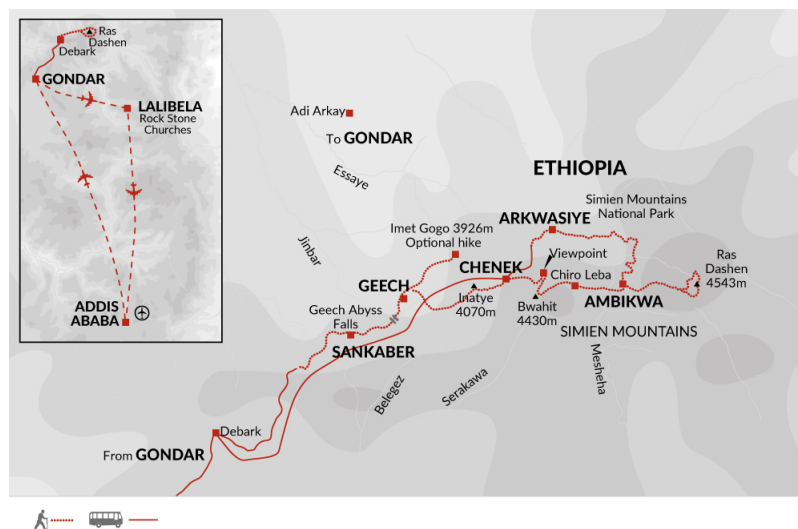 Ras
Dashen
Debark
GONDAR
LALIBELA
Rock Stone
Churches
ADDIS
ABABA
Adi Arkay
To GONDAR
Essaye
Jinbar
ETHIOPIA
Simien Mountains
National Park
ARKWASIYE
Imet Gogo 3926m
Optional hike
Viewpoint
CHENEK
Chiro Leba
Ras
Dashen
4543m
GEECH
Inatye
4070m
AMBIKWA
Bwahit
4430m
Geech Abyss
Falls
SIMIEN MOUNTAINS
SANKABER
Mesheha
Belegez
Serakawa
Debark
From GONDAR